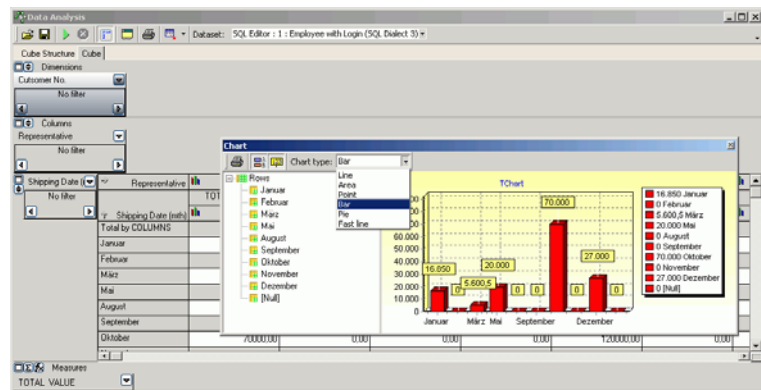 Data Analysis
Dataset: SQL Editor : 1 : Employee with Login (SQL Dialect 3)
Cube Structure Cube
Dimensions
Cutsomer No.
No filter
Columns
Representative
No filter
Shipping Date (
No filter
Representative
Shipping Date (mth)
Total by COLUMNS
Januar
Februar
März
Mai
August
September
Oktober
70000.00 0.00 0.00 0.00 120000.00
Measures
TOTAL VALUE
Chart
Chart type: Bar
Line
Area
Point
Bar
Pie
Fast line
Rows
Januar
Februar
März
Mai
August
September
Oktober
November
Dezember
[Null]
TChart
60.000
50.000
40.000
30.000
20.000
10.000
0
16.850
0
5.600,5
20.000
0
0
70.000
0
27.000
0
Januar März Mai September Dezember
16.850 Januar
0 Februar
5.600,5 März
20.000 Mai
0 August
0 September
70.000 Oktober
0 November
27.000 Dezember
0 [Null]